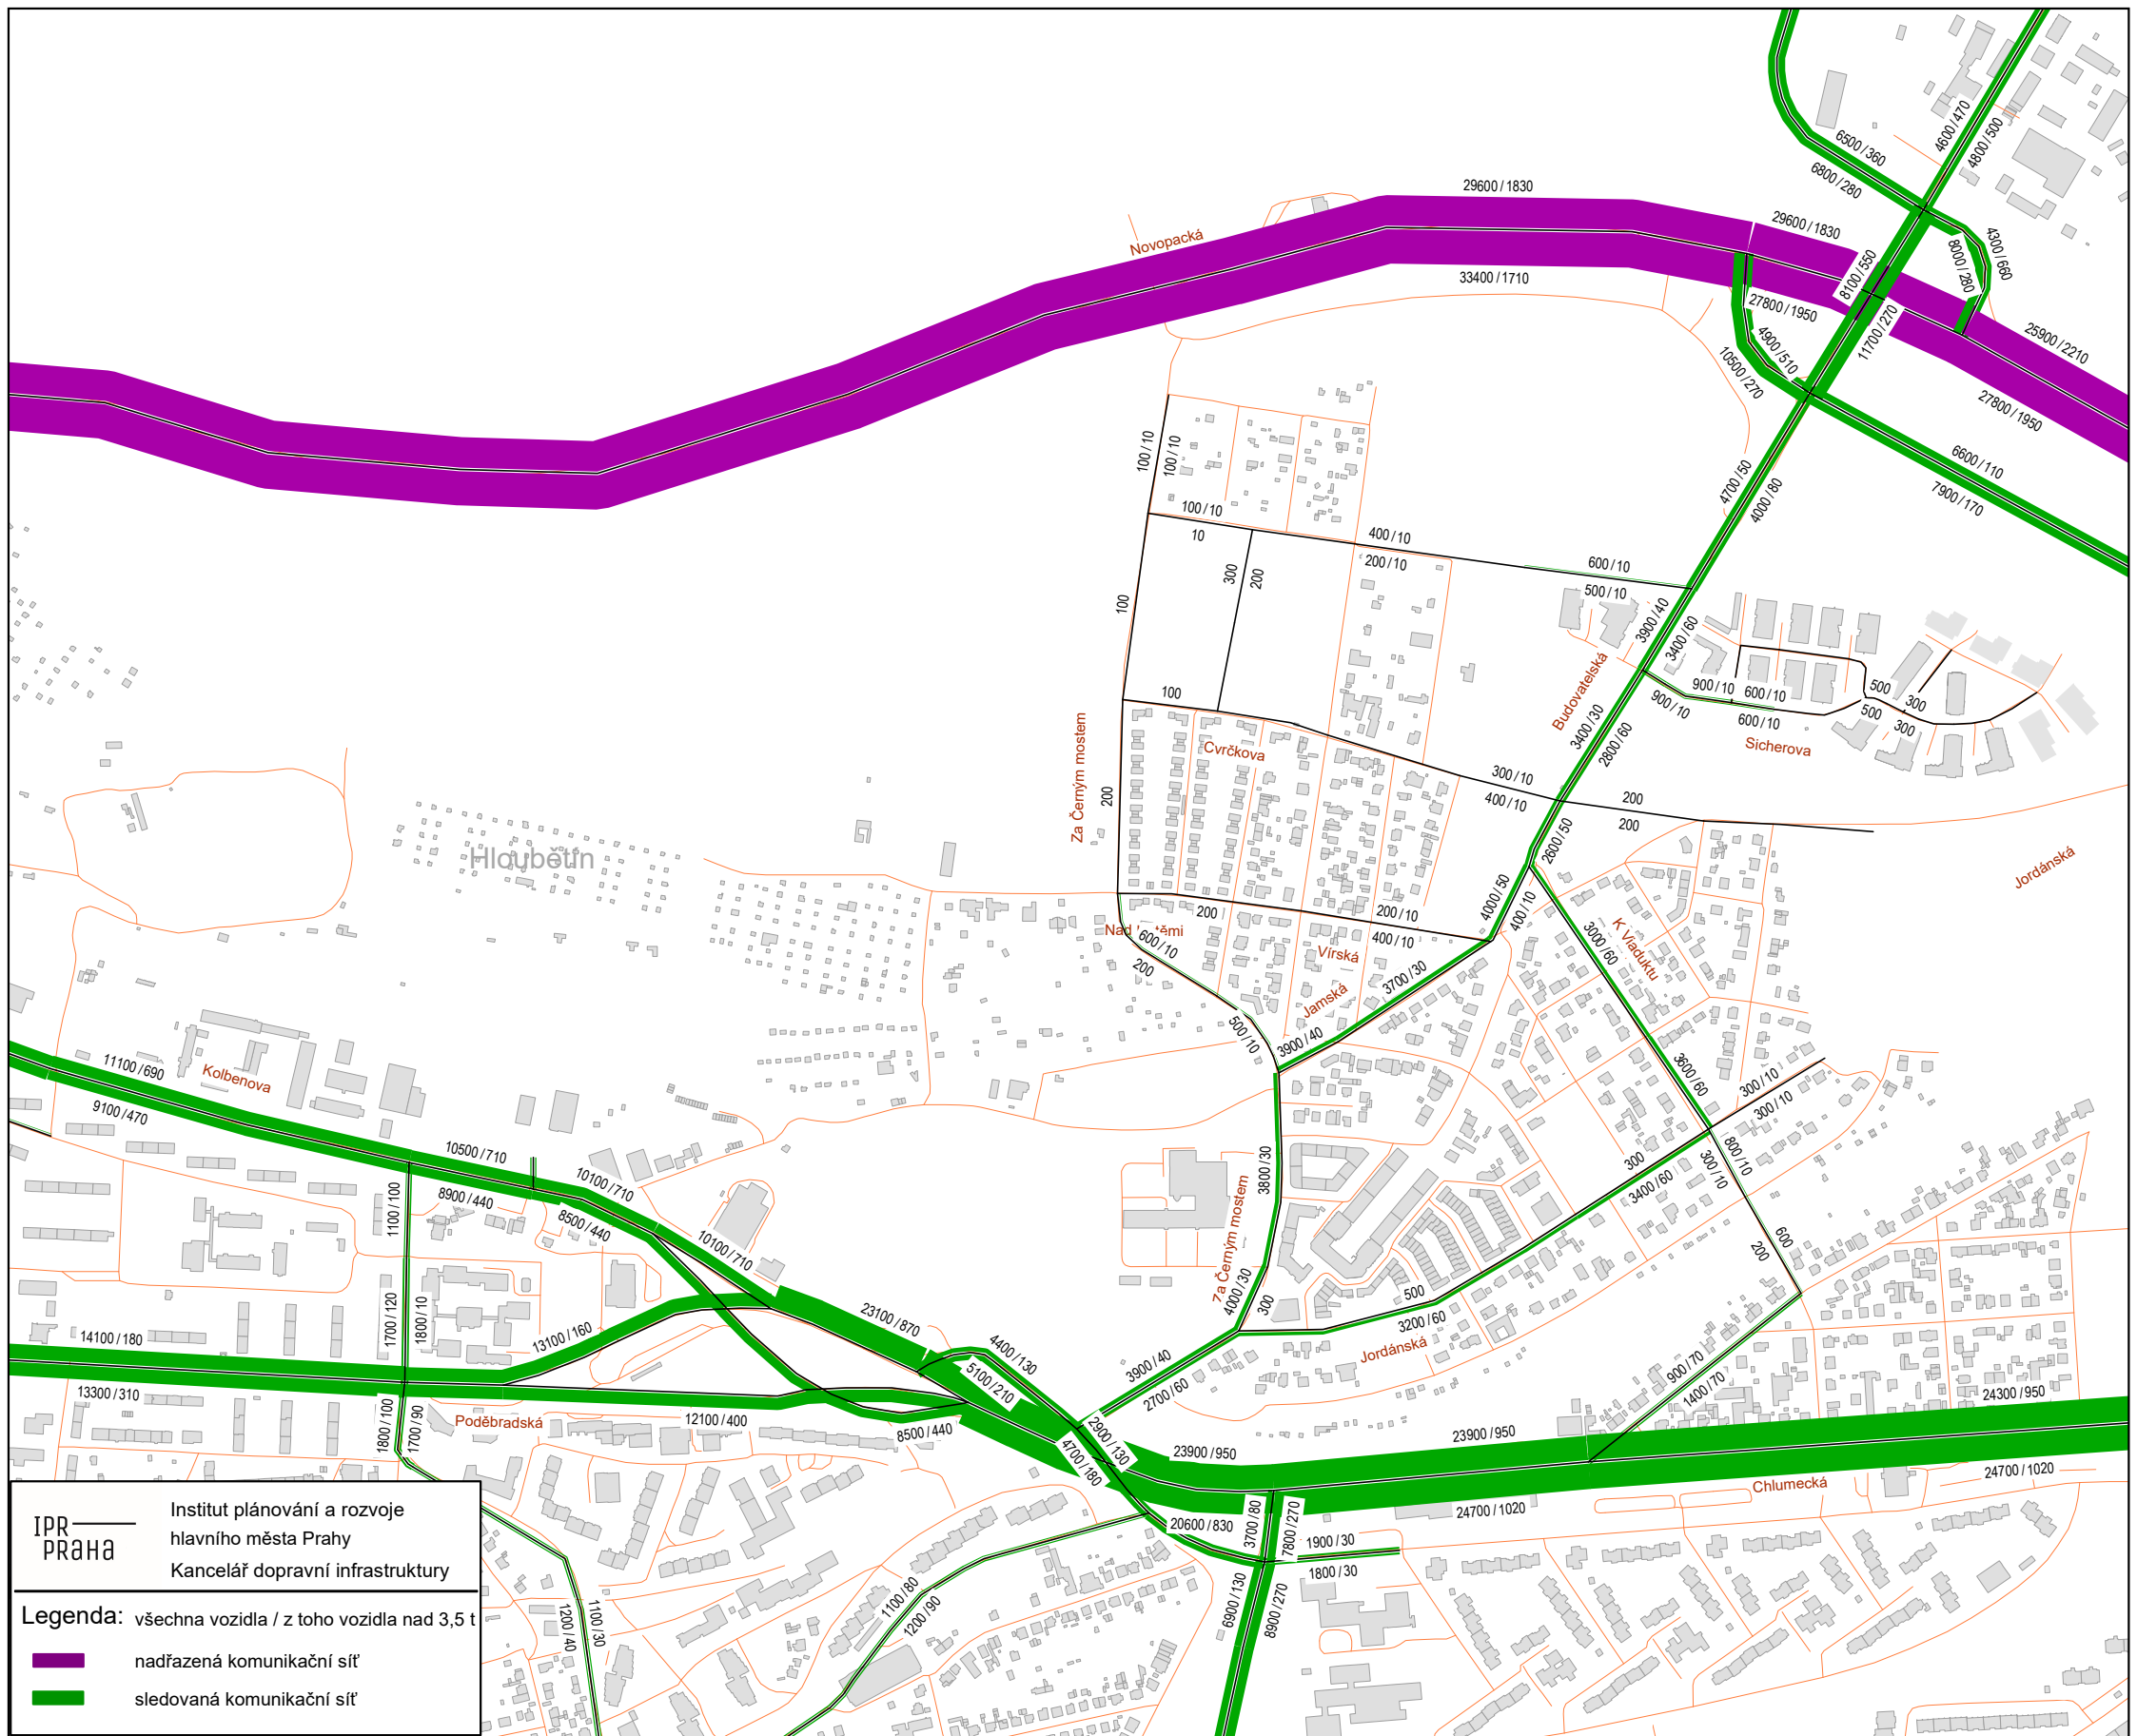 6500 / 360
6800 / 280
4600 / 470
4800 / 500
29600 / 1830
29600 / 1830
Novopacká
33400 / 1710
8100 / 550
8000 / 280
4300 / 660
27800 / 1950
11700 / 270
25900 / 2210
4900 / 510
10500 / 270
27800 / 1950
6600 / 110
7900 / 170
4700 / 50
4000 / 80
100 / 10
100 / 10
100 / 10
10
400 / 10
200 / 10
600 / 10
500 / 10
300
200
100
3900 / 40
3400 / 60
Budovatelská
900 / 10
900 / 10
600 / 10
600 / 10
500
500
300
300
Sicherova
100
Za Černým mostem
200
Cvrčkova
3400 / 30
2800 / 60
300 / 10
400 / 10
200
200
2600 / 50
Jordánská
Hloubětín
4000 / 50
400 / 10
200
200 / 10
400 / 10
Nad
600 / 10
200
Vírská
3700 / 30
Jamská
3000 / 60
K Viaduktu
500 / 10
3900 / 40
3600 / 60
300 / 10
300 / 10
11100 / 690
Kolbenova
9100 / 470
10500 / 710
8900 / 440
10100 / 710
8500 / 440
10100 / 710
1100 / 100
3800 / 30
Za Černým mostem
300
3400 / 60
800 / 10
300 / 10
600
200
1700 / 120
1800 / 10
4000 / 30
300
500
3200 / 60
Jordánská
14100 / 180
13100 / 160
23100 / 870
4400 / 130
5100 / 210
3900 / 40
2700 / 60
900 / 70
1400 / 70
13300 / 310
1800 / 100
1700 / 90
Poděbradská
12100 / 400
8500 / 440
2900 / 130
4700 / 180
23900 / 950
23900 / 950
24300 / 950
24700 / 1020
Chlumecká
24700 / 1020
20600 / 830
3700 / 80
7800 / 270
1900 / 30
1800 / 30
6900 / 130
8900 / 270
1100 / 80
1200 / 90
1200 / 40
1100 / 30
IPR
PRAHA
Institut plánování a rozvoje
hlavního města Prahy
Kancelář dopravní infrastruktury
Legenda: všechna vozidla / z toho vozidla nad 3,5 t
nadřazená komunikační síť
sledovaná komunikační síť